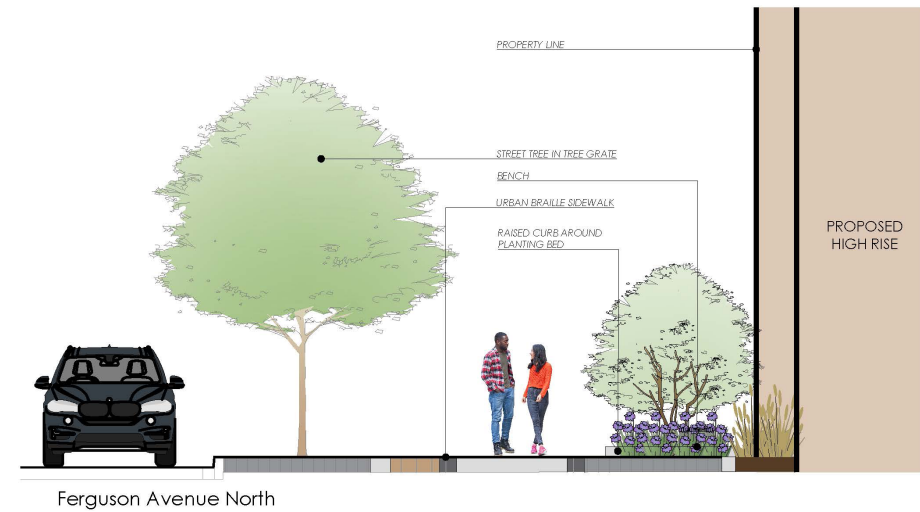 PROPERTY LINE
STREET TREE IN TREE GRATE
BENCH
URBAN BRAILLE SIDEWALK
RAISED CURB AROUND
PLANTING BED
PROPOSED
HIGH RISE
Ferguson Avenue North